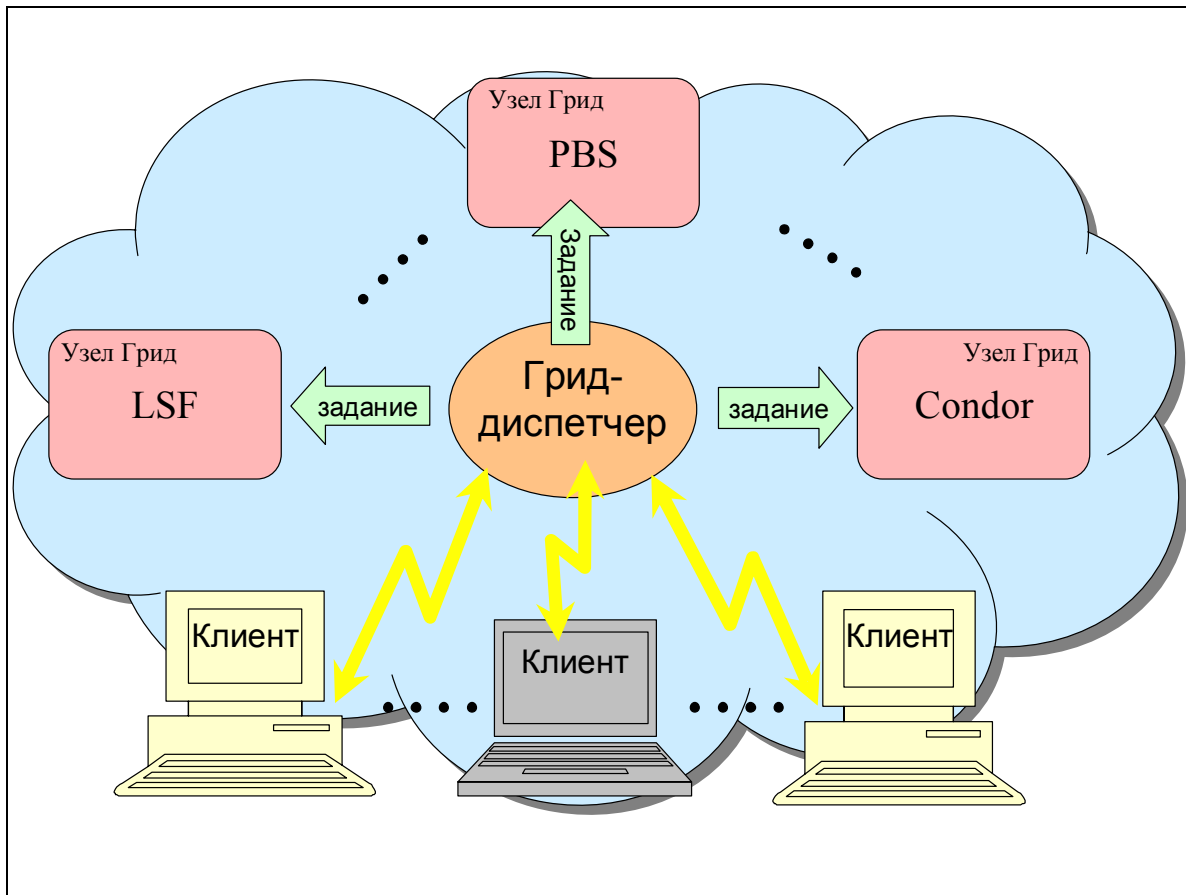 Узел Грид
PBS
Задание
Узел Грид
LSF
задание
Грид-
диспетчер
задание
Узел Грид
Condor
Клиент
Клиент
Клиент